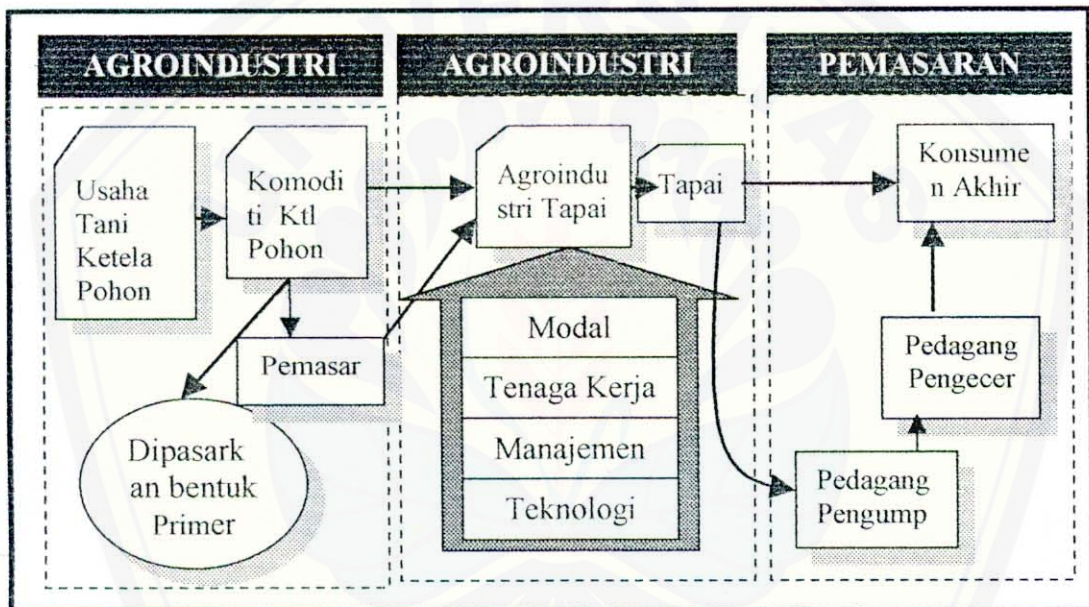 AGROINDUSTRI
Usaha
Tani
Ketela
Pohon
Komodi
ti Ktl
Pohon
Pemasar
Dipasark
an bentuk
Primer
AGROINDUSTRI
Agroindu
stri Tapai
Tapai
Modal
Tenaga Kerja
Manajemen
Teknologi
PEMASARAN
Konsume
n Akhir
Pedagang
Pengecer
Pedagang
Pengump